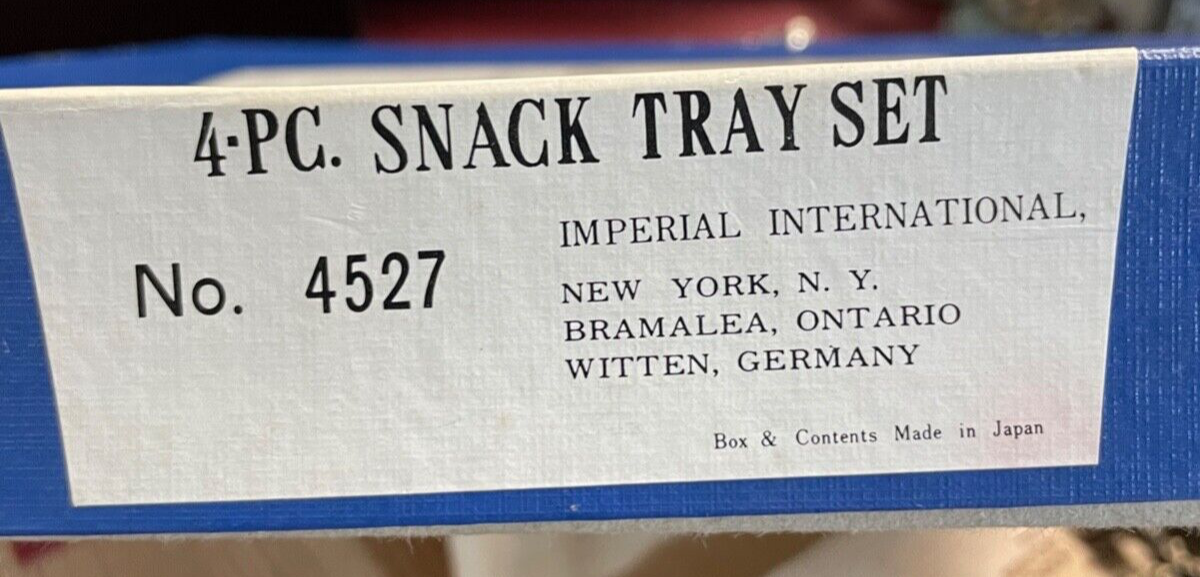 4-PC. SNACK TRAY SET
No. 4527
IMPERIAL INTERNATIONAL,
NEW YORK, N. Y.
BRAMALEA, ONTARIO
WITTEN, GERMANY
Box & Contents Made in Japan